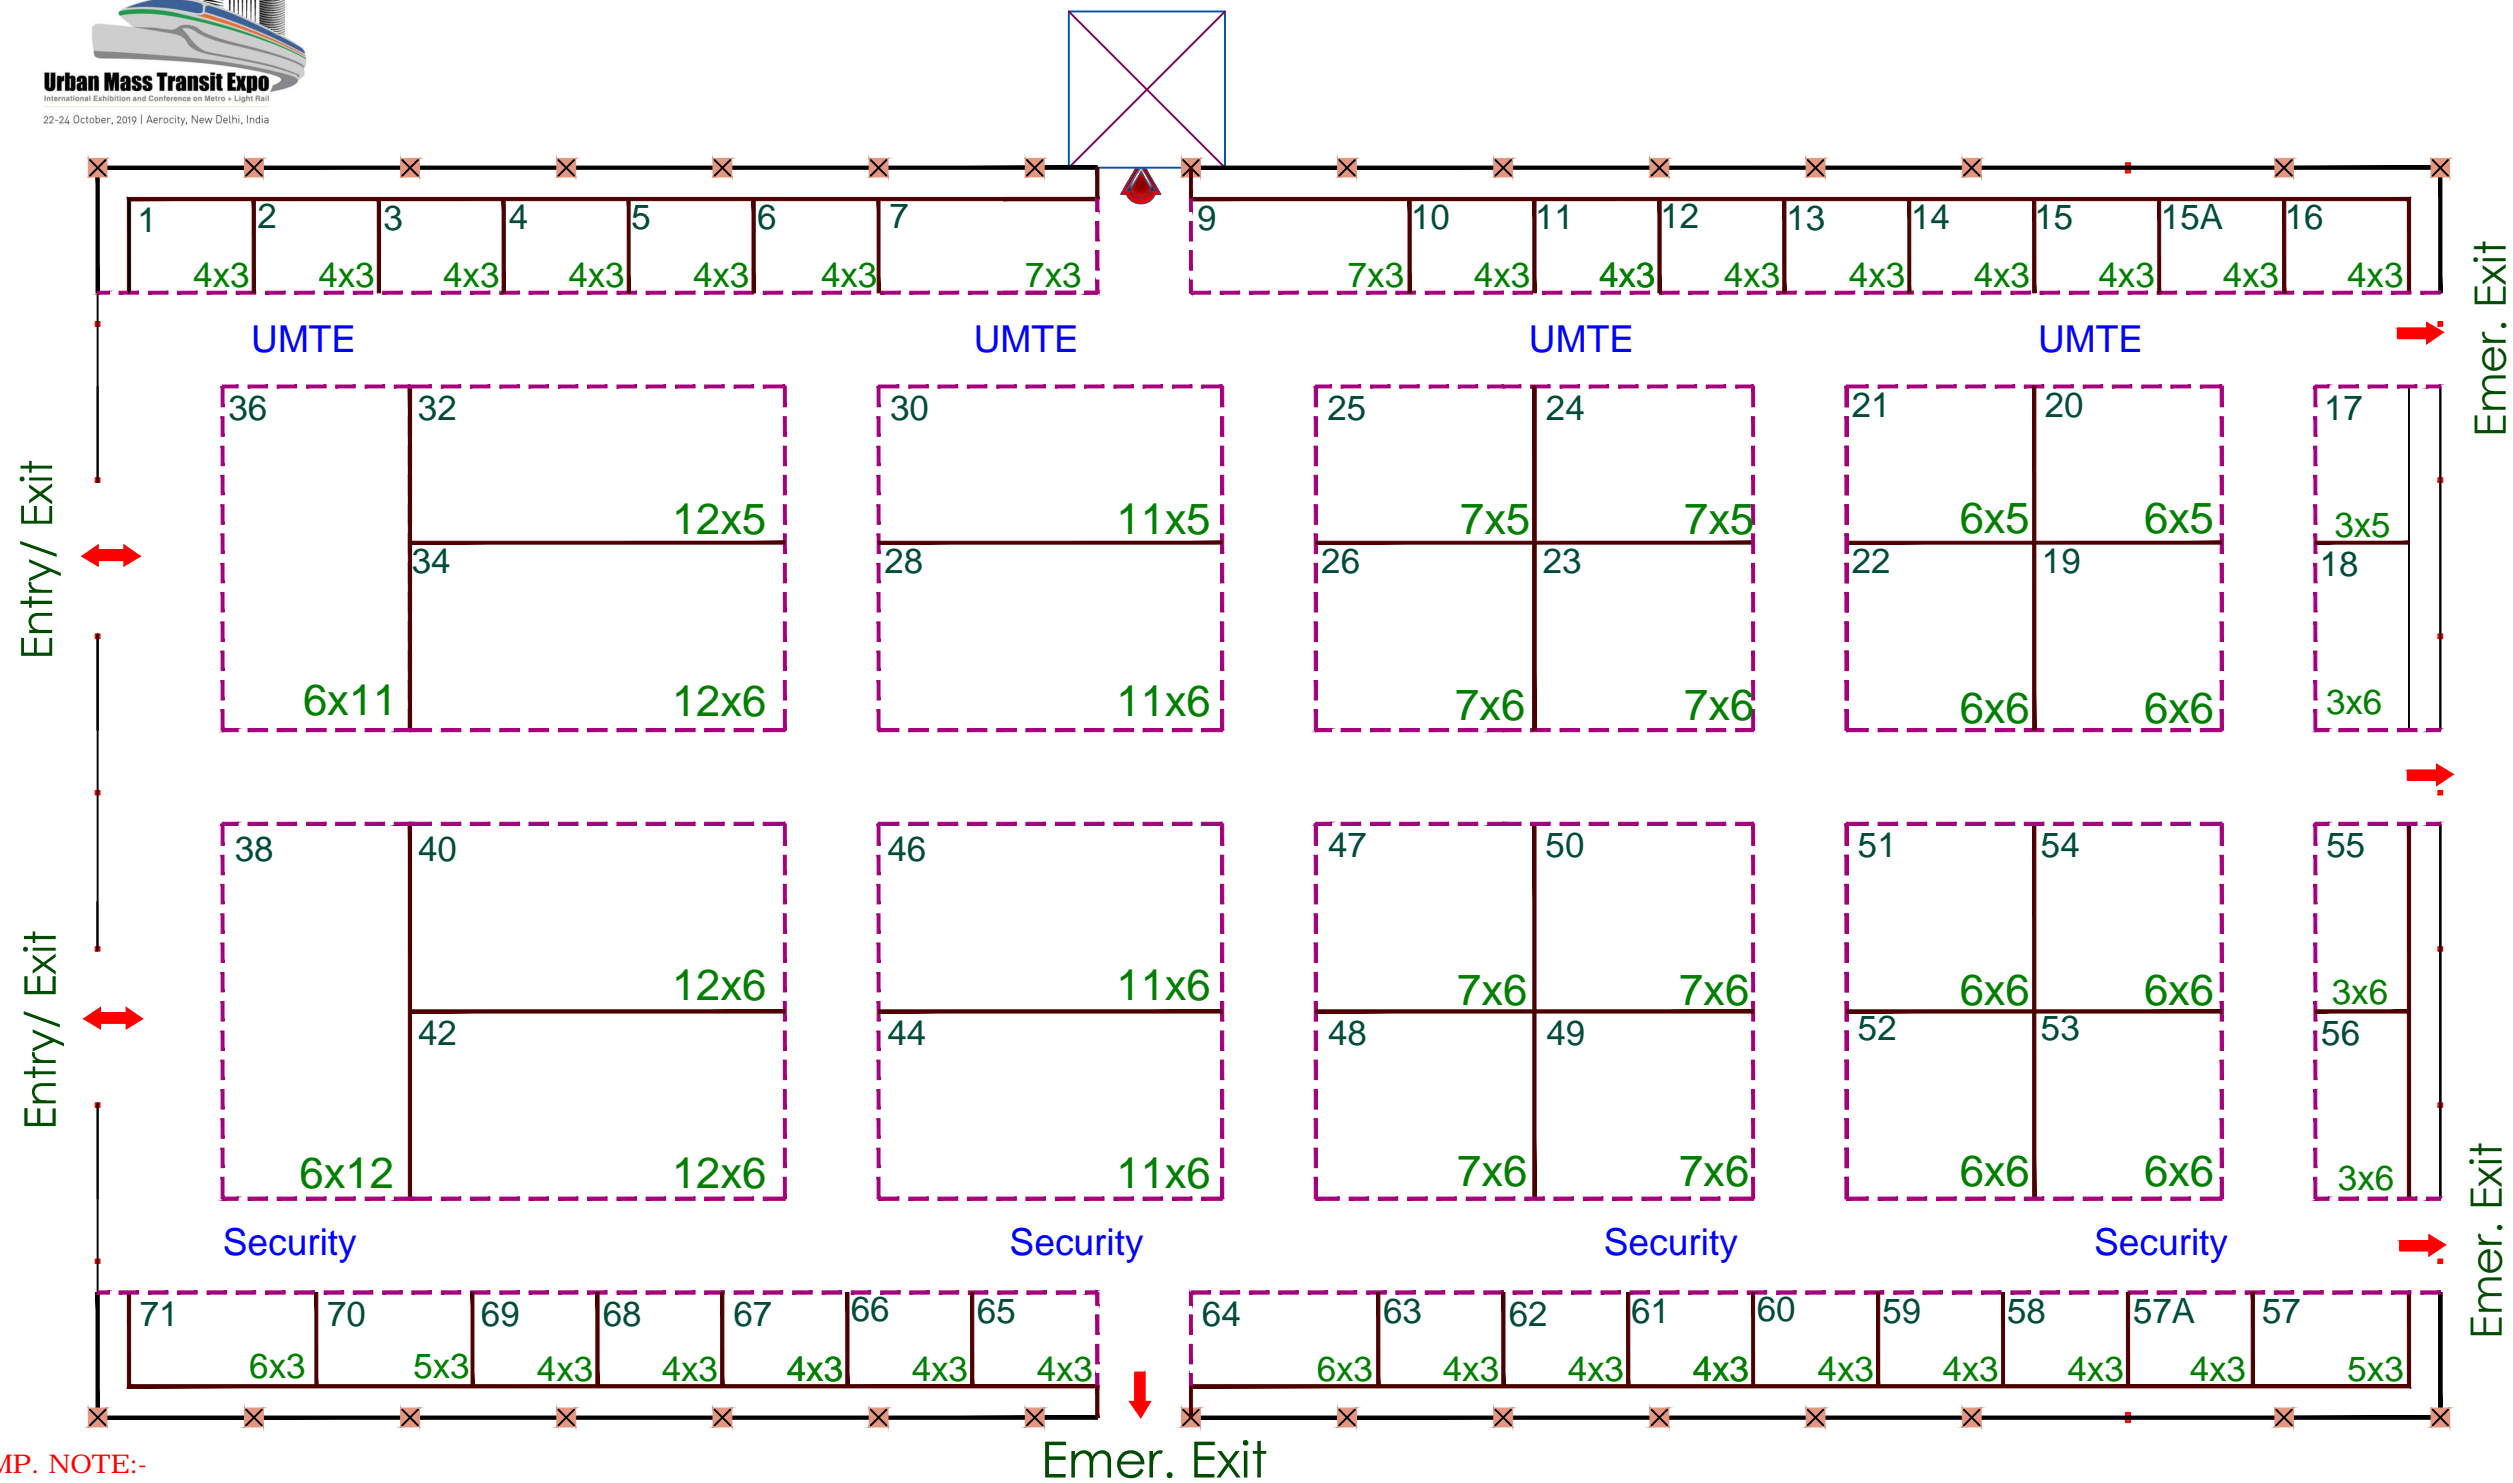 Urban Mass Transit Expo
International Exhibition and Conference on Metro + Light Rail
22-24 October, 2019 | Aerocity, New Delhi, India
1 2 3 4 5 6 7 9 10 11 12 13 14 15 15A 16
4x3 4x3 4x3 4x3 4x3 4x3 7x3 7x3 4x3 4x3 4x3 4x3 4x3 4x3 4x3 4x3
Emer. Exit
UMTE UMTE UMTE UMTE
36 32 30 25 24 21 20 17
12x5 11x5 7x5 7x5 6x5 6x5 3x5
Entry/ Exit
34 28 26 23 22 19 18
6x11 12x6 11x6 7x6 7x6 6x6 6x6 3x6
38 40 46 47 50 51 54 55
12x6 11x6 7x6 7x6 6x6 6x6 3x6
Entry/ Exit
42 44 48 49 52 53 56
6x12 12x6 11x6 7x6 7x6 6x6 6x6 3x6
Emer. Exit
Security Security Security Security
71 70 69 68 67 66 65 64 63 62 61 60 59 58 57A 57
6x3 5x3 4x3 4x3 4x3 4x3 4x3 6x3 4x3 4x3 4x3 4x3 4x3 4x3 4x3 5x3
Emer. Exit
MP. NOTE:-